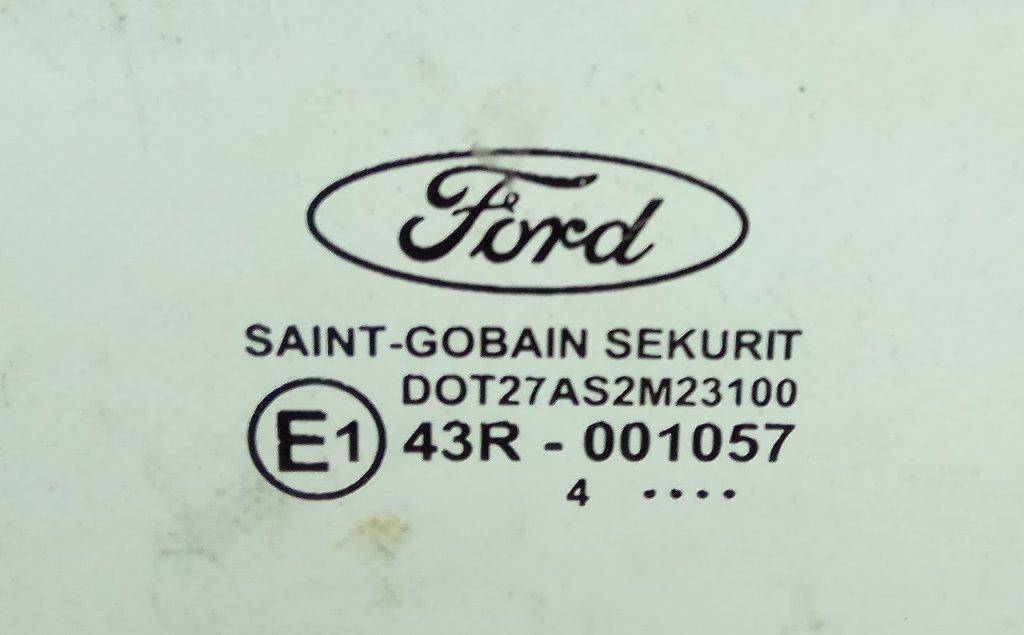 Ford
SAINT-GOBAIN SEKURIT
DOT27AS2M23100
E1 43R - 001057
4 ....